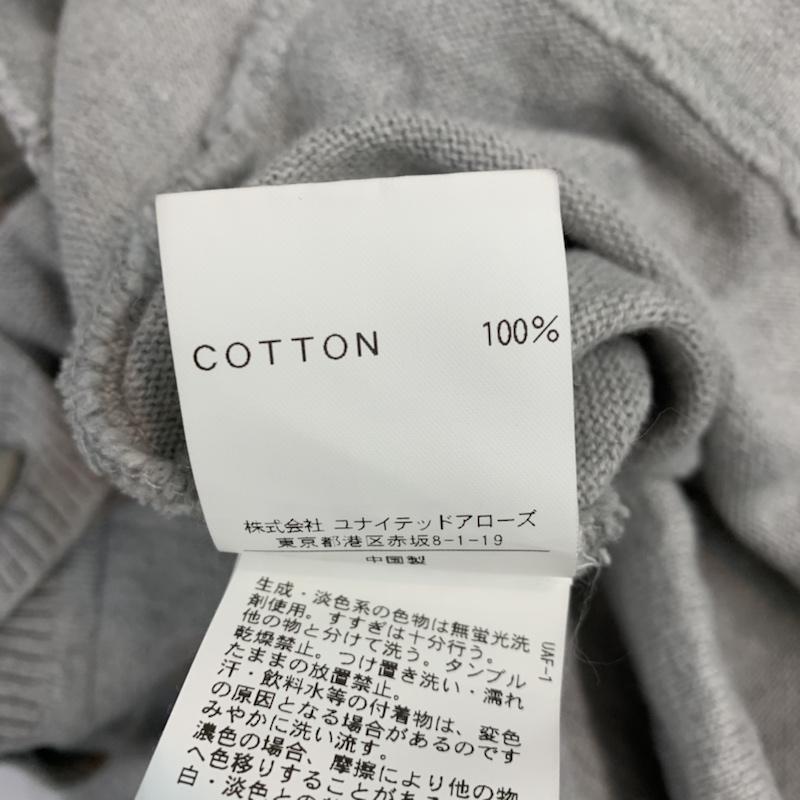 COTTON 100%
株式会社 ユナイテッドアローズ
東京都港区赤坂8-1-19
中国製
生成・淡色系の色物は無蛍光洗
剤使用。すすぎは十分行う。
他の物と分けて洗う。タンブル
乾燥禁止。つけ置き洗い・濡れ
たままの放置禁止。
汗・飲料水等の付着物は、変色
の原因となる場合があるのです
みやかに洗い流す。
濃色の場合、摩擦により他の物
へ色移りすることがある
白・淡色との
UAF-1